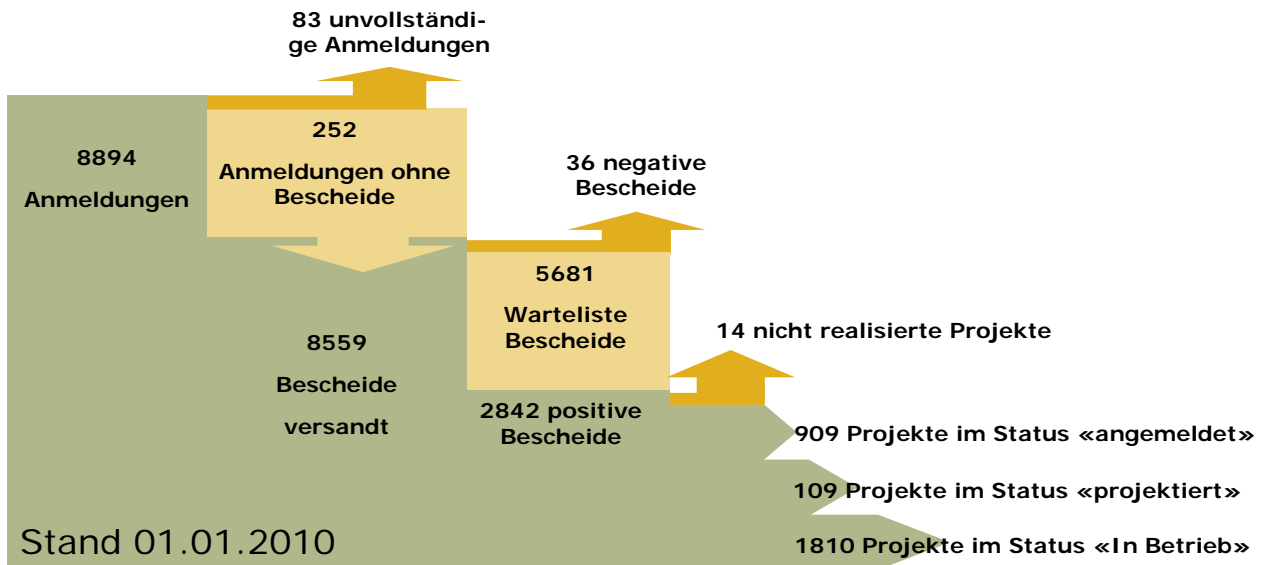 83 unvollständi-
ge Anmeldungen
8894
Anmeldungen
252
Anmeldungen ohne
Bescheide
36 negative
Bescheide
8559
Bescheide
versandt
5681
Warteliste
Bescheide
14 nicht realisierte Projekte
2842 positive
Bescheide
909 Projekte im Status «angemeldet»
109 Projekte im Status «projektiert»
1810 Projekte im Status «In Betrieb»
Stand 01.01.2010